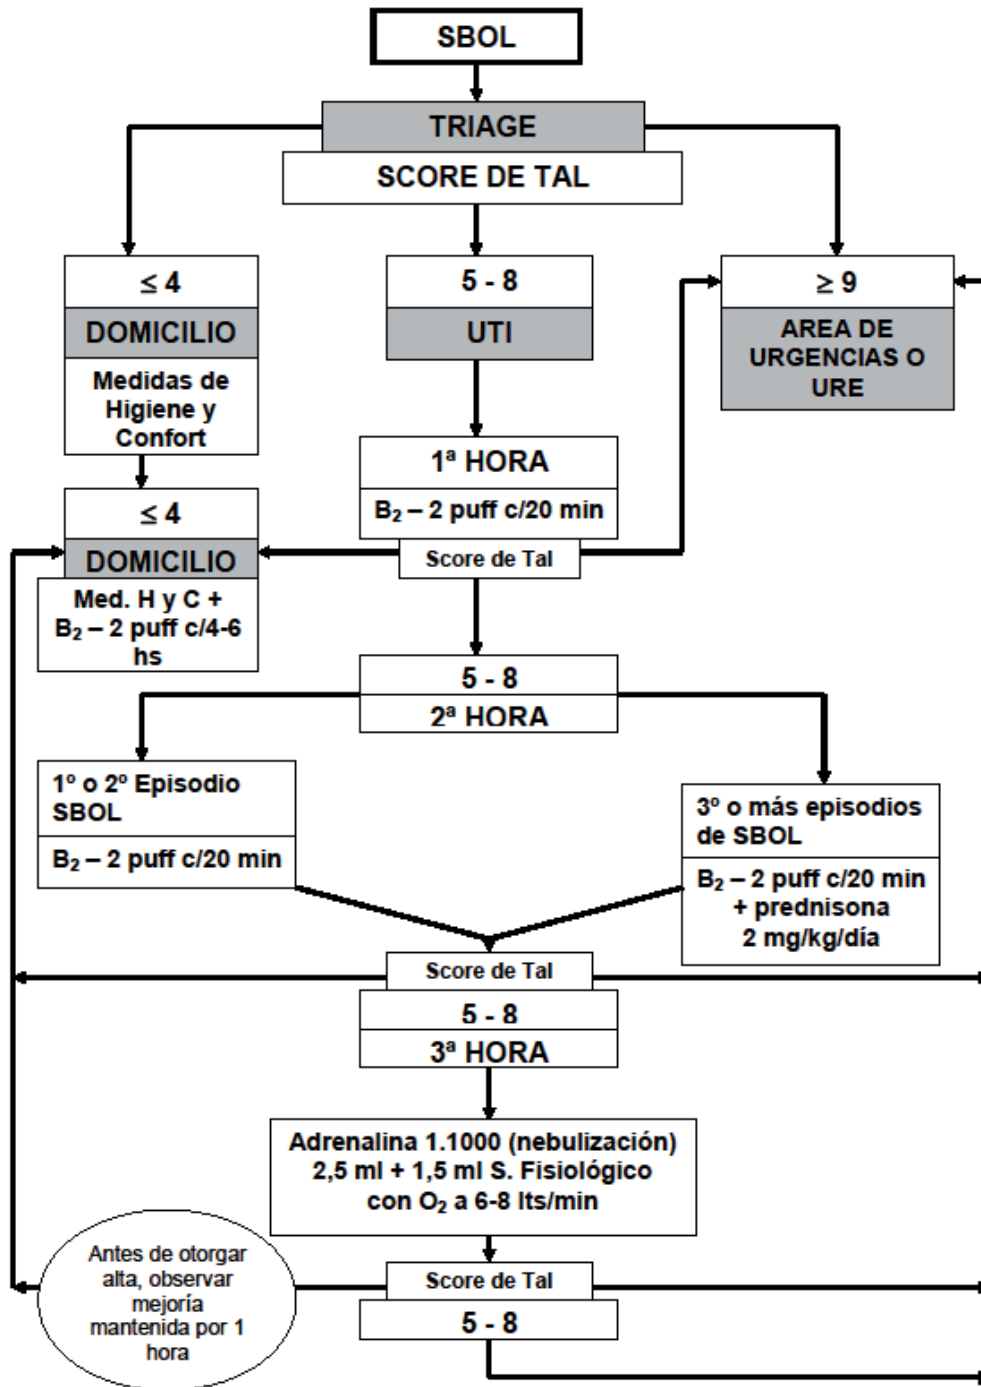 SBOL
TRIAGE
SCORE DE TAL
≤ 4
DOMICILIO
Medidas de
Higiene y
Confort
5 - 8
UTI
≥ 9
AREA DE
URGENCIAS O
URE
1ª HORA
B₂ – 2 puff c/20 min
Score de Tal
≤ 4
DOMICILIO
Med. H y C +
B₂ – 2 puff c/4-6
hs
5 - 8
2ª HORA
1º o 2º Episodio
SBOL
B₂ – 2 puff c/20 min
3º o más episodios
de SBOL
B₂ – 2 puff c/20 min
+ prednisona
2 mg/kg/día
Score de Tal
5 - 8
3ª HORA
Adrenalina 1.1000 (nebulización)
2,5 ml + 1,5 ml S. Fisiológico
con O₂ a 6-8 lts/min
Antes de otorgar
alta, observar
mejoría
mantenida por 1
hora
Score de Tal
5 - 8